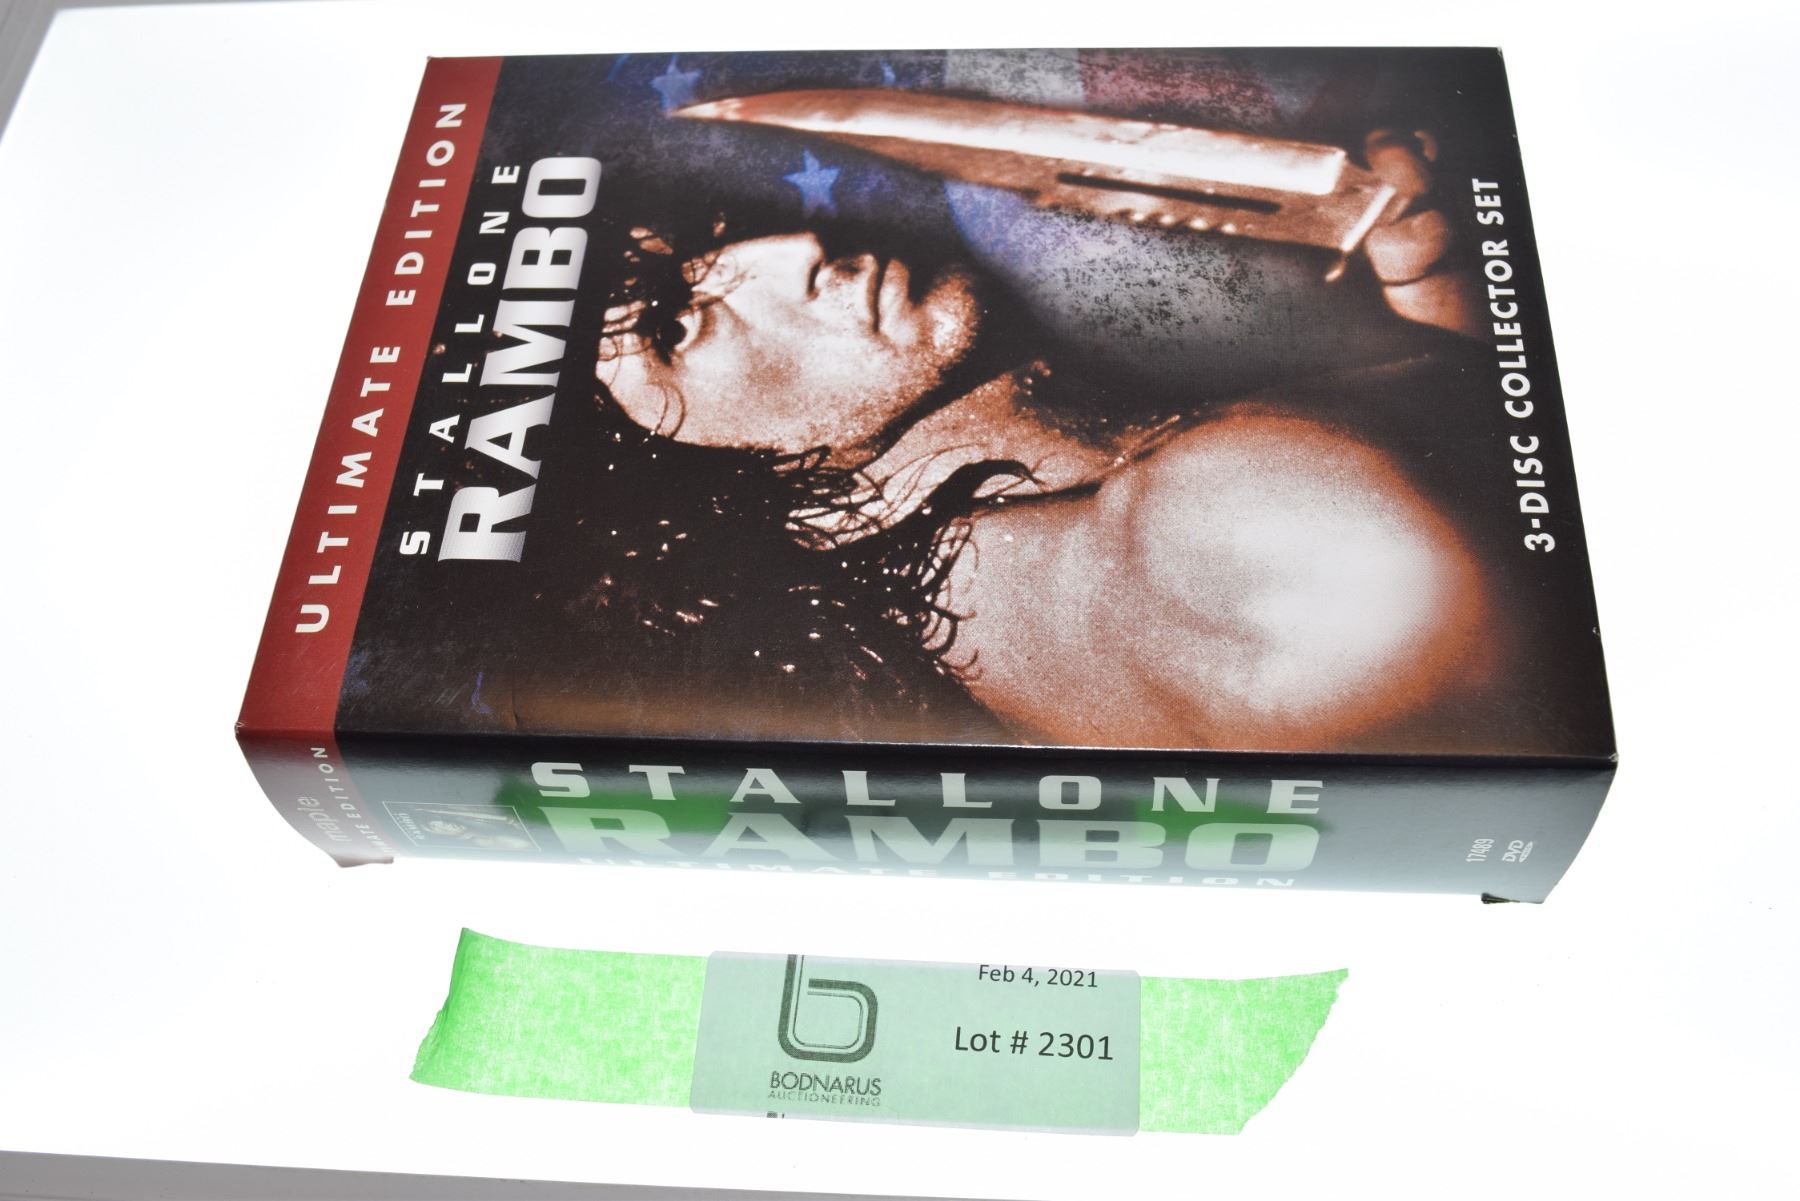 ULTIMATE EDITION
STALLONE
RAMBO
3-DISC COLLECTOR SET
maple
ULTIMATE EDITION
RAMBO
STALLONE
RAMBO
ULTIMATE EDITION
17489
DVD
Feb 4, 2021
Lot # 2301
BODNARUS
AUCTIONEERING